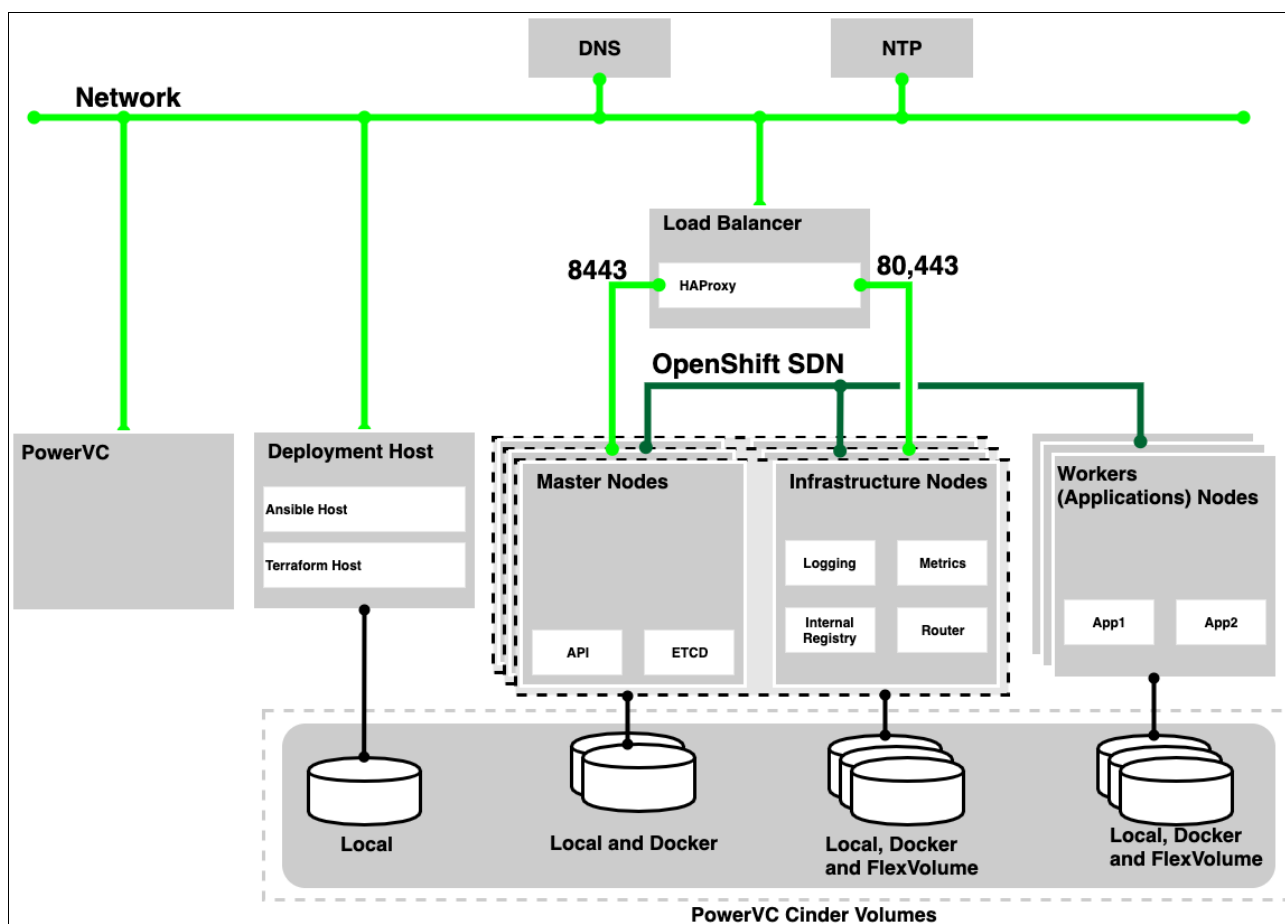 DNS
NTP
Network
Load Balancer
8443
80,443
HAProxy
OpenShift SDN
PowerVC
Deployment Host
Ansible Host
Terraform Host
Master Nodes
API
ETCD
Infrastructure Nodes
Logging
Metrics
Internal
Registry
Router
Workers
(Applications) Nodes
App1
App2
Local
Local and Docker
Local, Docker
and FlexVolume
Local, Docker
and FlexVolume
PowerVC Cinder Volumes